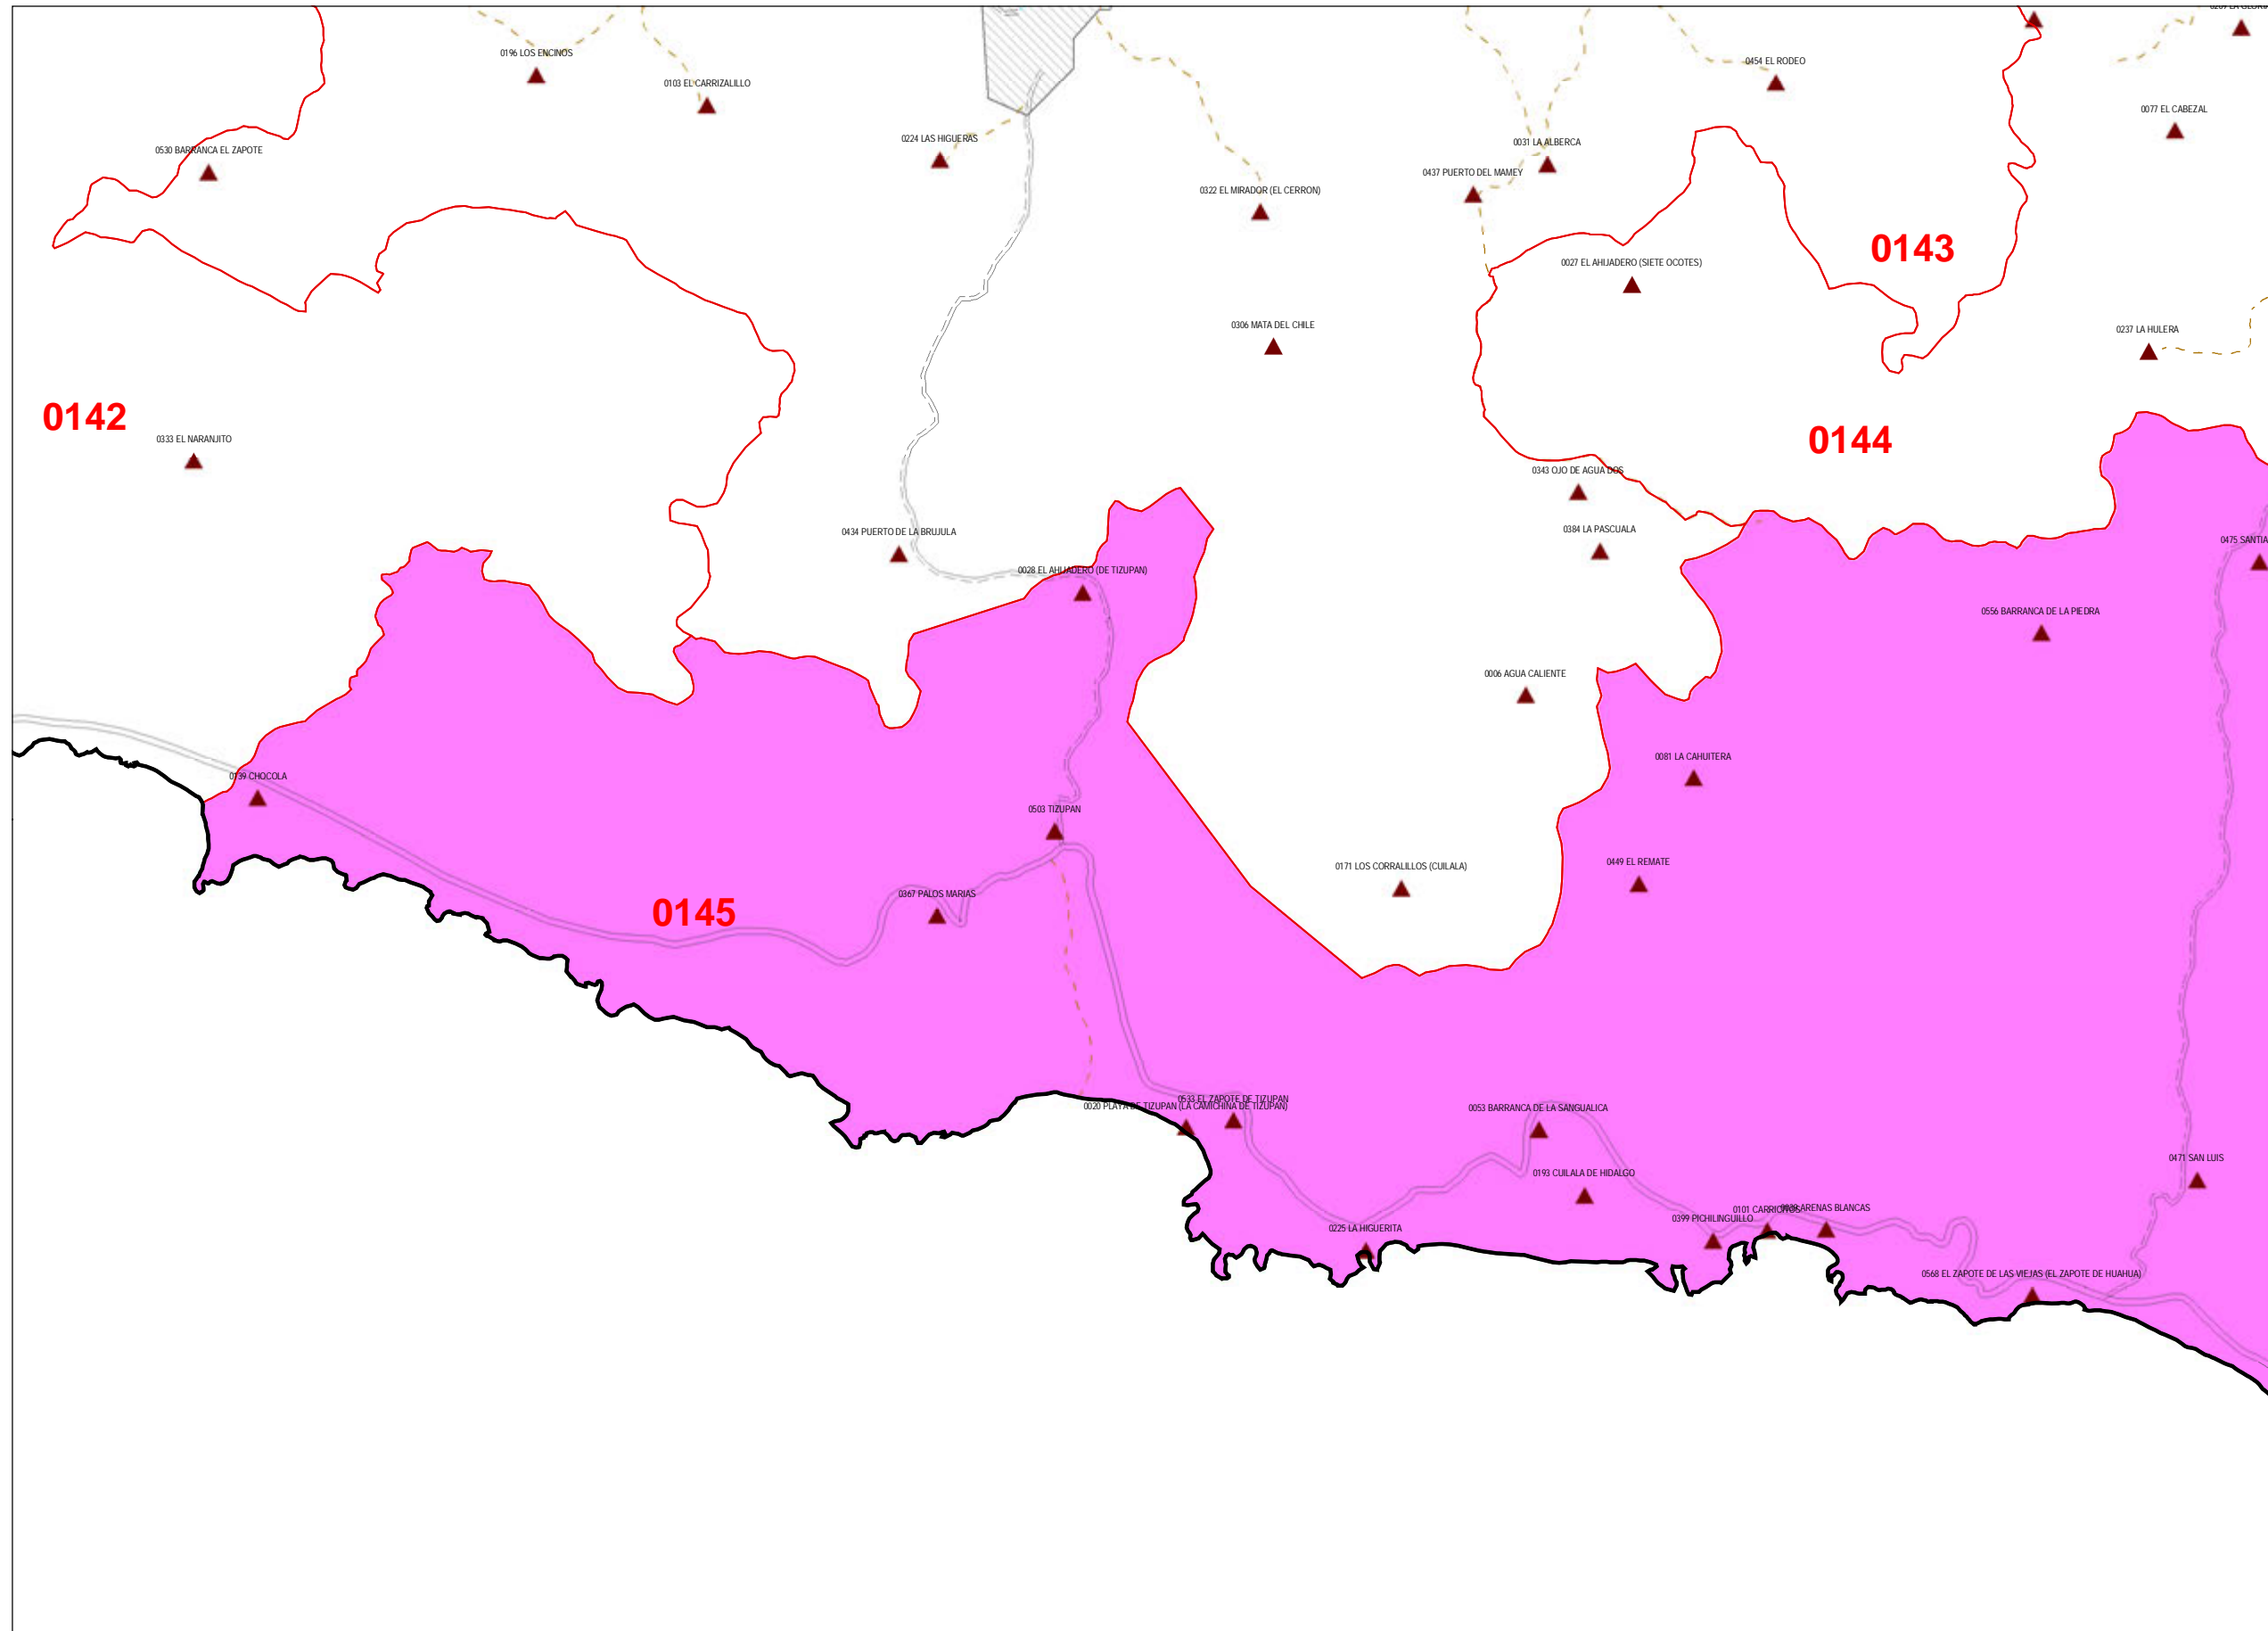 0196 LOS ENCINOS
0454 EL RODEO
0103 EL CARRIZALILLO
0077 EL CABEZAL
0224 LAS HIGUERAS
0031 LA ALBERCA
0530 BARRANCA EL ZAPOTE
0437 PUERTO DEL MAMEY
0322 EL MIRADOR (EL CERRON)
0143
0027 EL AHIJADERO (SIETE OCOTES)
0306 MATA DEL CHILE
0237 LA HULERA
0142
0144
0333 EL NARANJITO
0343 OJO DE AGUA DOS
0384 LA PASCUALA
0434 PUERTO DE LA BRUJULA
0475 SANTIA
0028 EL AHIJADERO (DE TIZUPAN)
0556 BARRANCA DE LA PIEDRA
0006 AGUA CALIENTE
0081 LA CAHUITERA
0139 CHOCOLA
0503 TIZUPAN
0449 EL REMATE
0171 LOS CORRALILLOS (CUILALA)
0367 PALOS MARIAS
0145
0533 EL ZAPOTE DE TIZUPAN
0020 PLAYA DE TIZUPAN (LA CAMICHINA DE TIZUPAN)
0053 BARRANCA DE LA SANGUALICA
0471 SAN LUIS
0193 CUILALA DE HIDALGO
0101 CARRICITOS
ARENAS BLANCAS
0399 PICHILINGUILLO
0225 LA HIGUERITA
0568 EL ZAPOTE DE LAS VIEJAS (EL ZAPOTE DE HUAHUA)